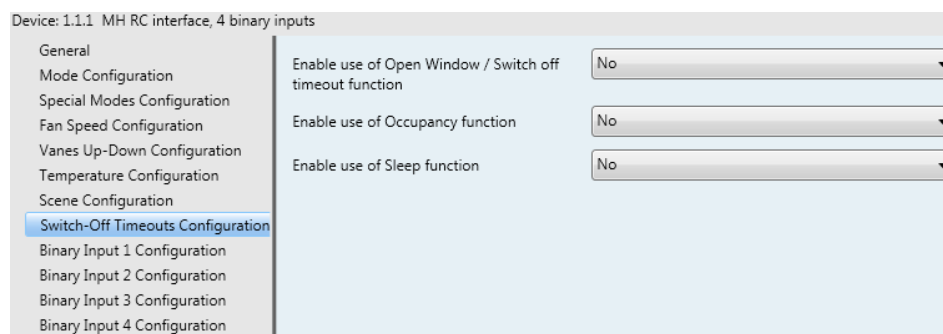 Device: 1.1.1 MH RC interface, 4 binary inputs
General
Mode Configuration
Special Modes Configuration
Fan Speed Configuration
Vanes Up-Down Configuration
Temperature Configuration
Scene Configuration
Switch-Off Timeouts Configuration
Binary Input 1 Configuration
Binary Input 2 Configuration
Binary Input 3 Configuration
Binary Input 4 Configuration
Enable use of Open Window / Switch off
timeout function
No
Enable use of Occupancy function
No
Enable use of Sleep function
No